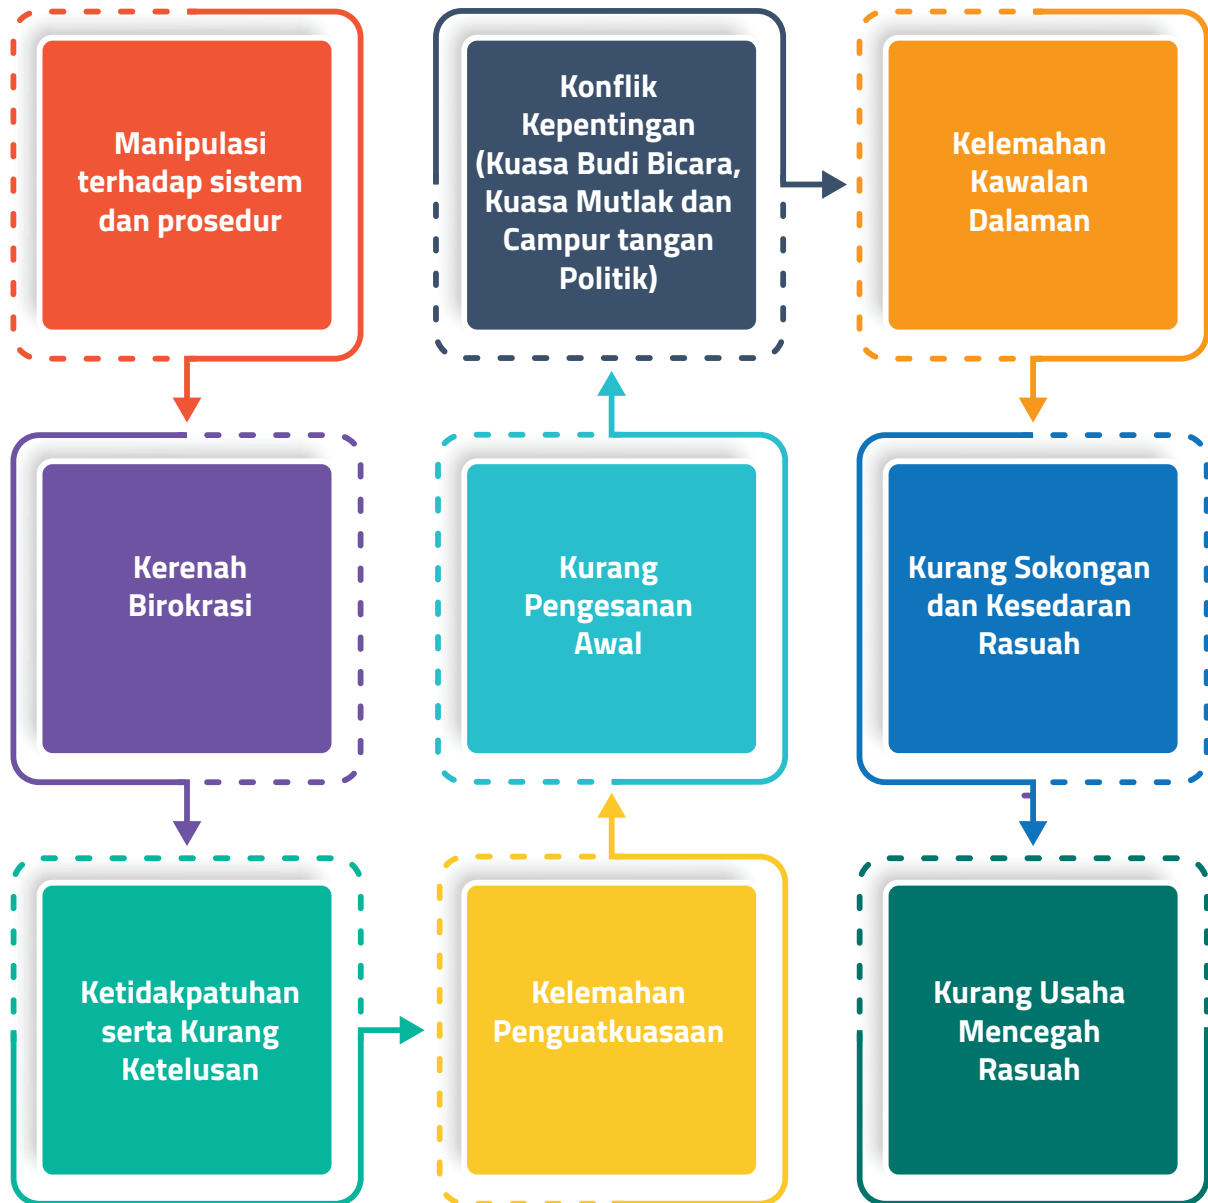 Manipulasi
terhadap sistem
dan prosedur
Kerenah
Birokrasi
Ketidakpatuhan
serta Kurang
Ketelusan
Kelemahan
Penguatkuasaan
Kurang
Pengesanan
Awal
Konflik
Kepentingan
(Kuasa Budi Bicara,
Kuasa Mutlak dan
Campur tangan
Politik)
Kelemahan
Kawalan
Dalaman
Kurang Sokongan
dan Kesedaran
Rasuah
Kurang Usaha
Mencegah
Rasuah